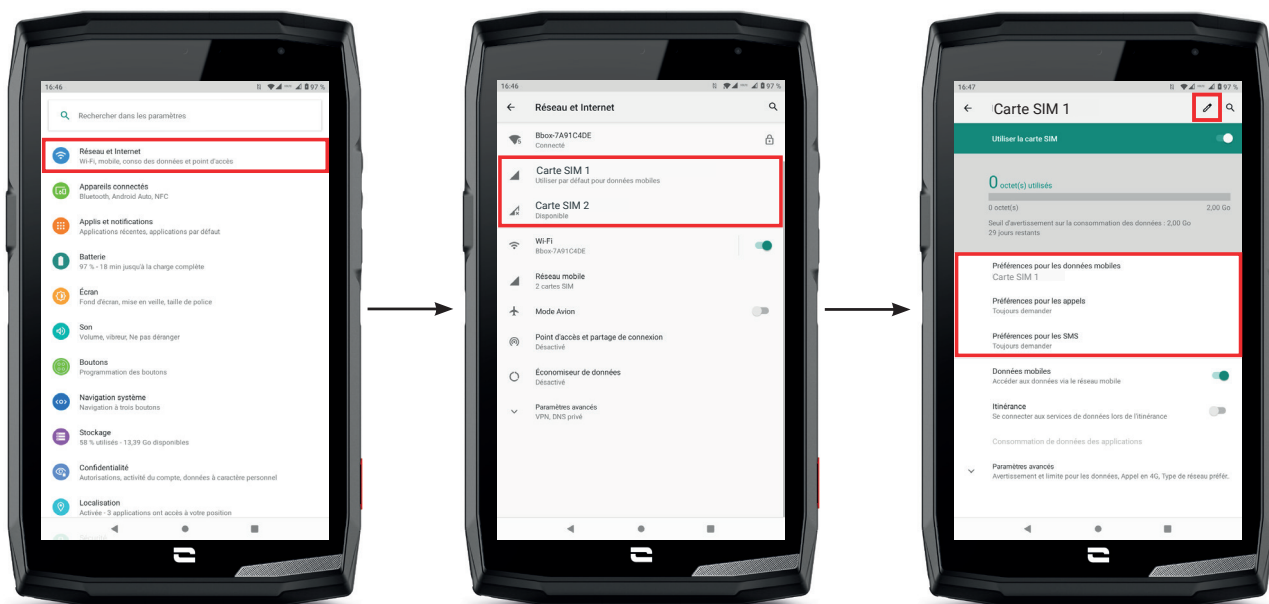 16:46
97 %
Rechercher dans les paramètres
Réseau et Internet
Wi-Fi, mobile, conso des données et point d'accès
Appareils connectés
Bluetooth, Android Auto, NFC
Applis et notifications
Applications récentes, applications par défaut
Batterie
97 % - 18 min jusqu'à la charge complète
Écran
Fond d'écran, mise en veille, taille de police
Son
Volume, vibreur, Ne pas déranger
Boutons
Programmation des boutons
Navigation système
Navigation à trois boutons
Stockage
58 % utilisés - 13,39 Go disponibles
Confidentialité
Autorisations, activité du compte, données à caractère personnel
Localisation
Activée - 3 applications ont accès à votre position
Sécurité
16:46
97 %
Réseau et Internet
Bbox-7A91C4DE
Connecté
Carte SIM 1
Utiliser par défaut pour données mobiles
Carte SIM 2
Disponible
Wi-Fi
Bbox-7A91C4DE
Réseau mobile
2 cartes SIM
Mode Avion
Point d'accès et partage de connexion
Désactivé
Économiseur de données
Désactivé
Paramètres avancés
VPN, DNS privé
16:47
97 %
Carte SIM 1
Utiliser la carte SIM
0 octet(s) utilisés
0 octet(s) 2,00 Go
Seuil d'avertissement sur la consommation des données : 2,00 Go
29 jours restants
Préférences pour les données mobiles
Carte SIM 1
Préférences pour les appels
Toujours demander
Préférences pour les SMS
Toujours demander
Données mobiles
Accéder aux données via le réseau mobile
Itinérance
Se connecter aux services de données lors de l'itinérance
Consommation de données des applications
Paramètres avancés
Avertissement et limite pour les données, Appel en 4G, Type de réseau préfér.